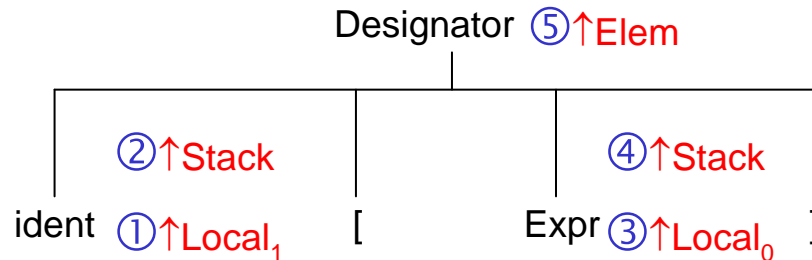 Designator ⑤↑Elem
②↑Stack ④↑Stack
ident ①↑Local₁ [ Expr ③↑Local₀ ]